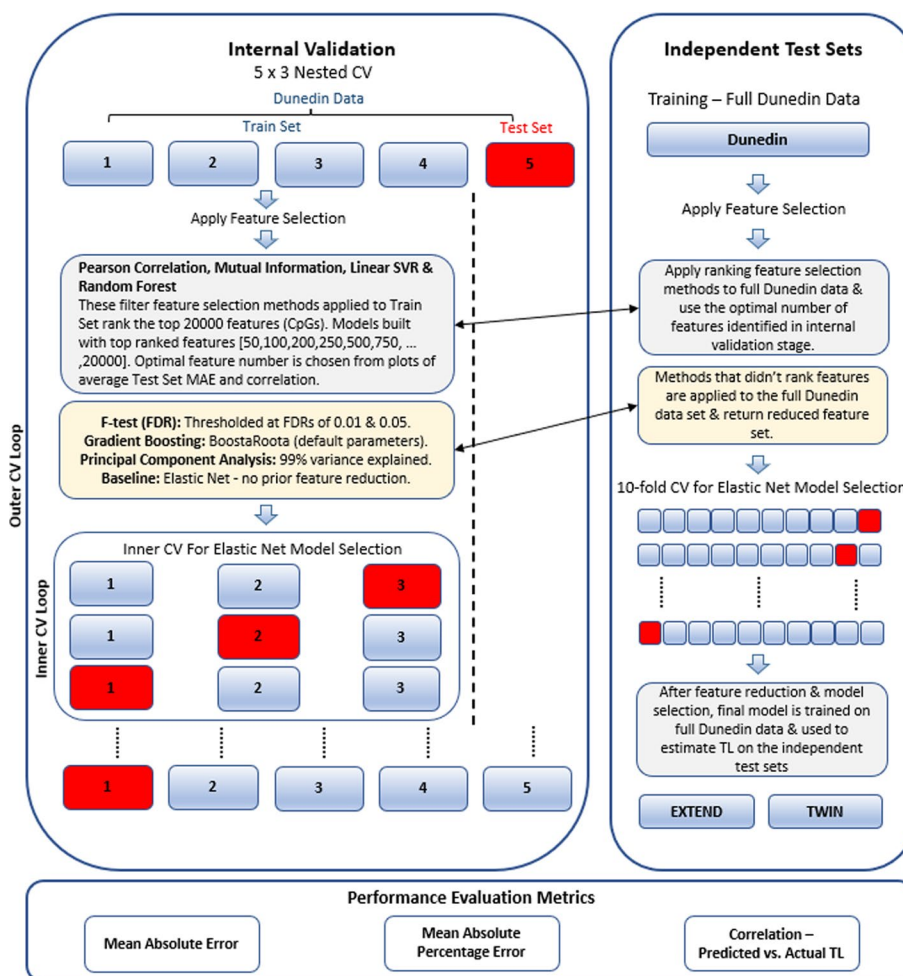 Internal Validation
5 x 3 Nested CV
Dunedin Data
Train Set
Test Set
1
2
3
4
5
Apply Feature Selection
Pearson Correlation, Mutual Information, Linear SVR &
Random Forest
These filter feature selection methods applied to Train
Set rank the top 20000 features (CpGs). Models built
with top ranked features [50,100,200,250,500,750, ...
,20000]. Optimal feature number is chosen from plots of
average Test Set MAE and correlation.
F-test (FDR): Thresholded at FDRs of 0.01 & 0.05.
Gradient Boosting: BoostaRoota (default parameters).
Principal Component Analysis: 99% variance explained.
Baseline: Elastic Net - no prior feature reduction.
Outer CV Loop
Inner CV Loop
Inner CV For Elastic Net Model Selection
1
2
3
1
2
3
1
2
3
1
2
3
4
5
Independent Test Sets
Training – Full Dunedin Data
Dunedin
Apply Feature Selection
Apply ranking feature selection
methods to full Dunedin data &
use the optimal number of
features identified in internal
validation stage.
Methods that didn't rank features
are applied to the full Dunedin
data set & return reduced feature
set.
10-fold CV for Elastic Net Model Selection
After feature reduction & model
selection, final model is trained on
full Dunedin data & used to
estimate TL on the independent
test sets
EXTEND
TWIN
Performance Evaluation Metrics
Mean Absolute Error
Mean Absolute
Percentage Error
Correlation –
Predicted vs. Actual TL